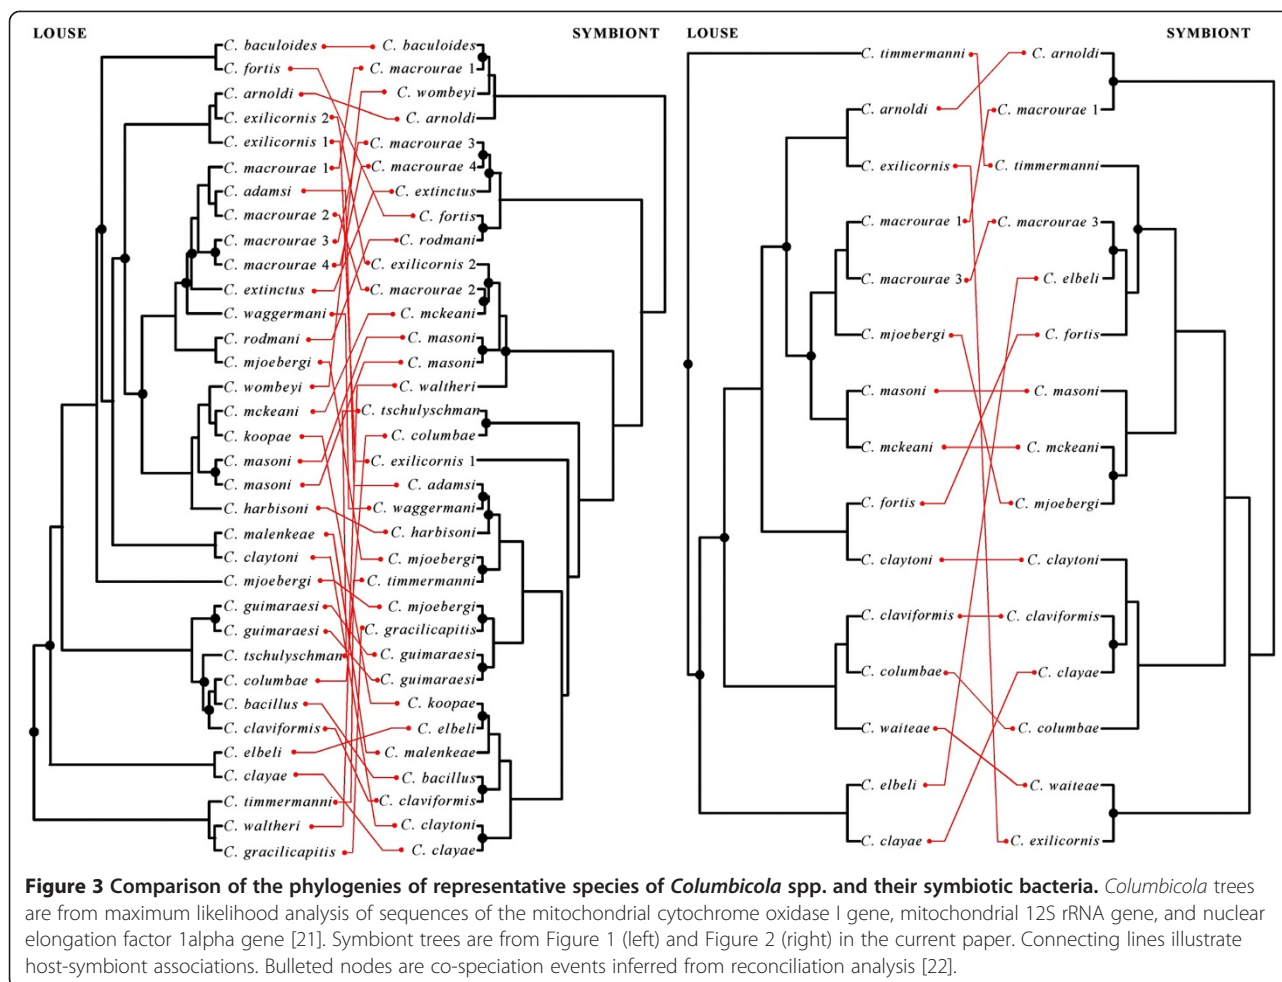 LOUSE
SYMBIONT
C. baculoides
C. fortis
C. arnoldi
C. exilicornis 2
C. exilicornis 1
C. macrourae 1
C. adamsi
C. macrourae 2
C. macrourae 3
C. macrourae 4
C. extinctus
C. waggermani
C. rodmani
C. mjoebergi
C. wombeyi
C. mckeani
C. koopae
C. masoni
C. masoni
C. harbisoni
C. malenkeae
C. claytoni
C. mjoebergi
C. guimaraesi
C. guimaraesi
C. tschulyschman
C. columbae
C. bacillus
C. claviformis
C. elbeli
C. clayae
C. timmermanni
C. waltheri
C. gracilicapitis
C. baculoides
C. macrourae 1
C. wombeyi
C. arnoldi
C. macrourae 3
C. macrourae 4
C. extinctus
C. fortis
C. rodmani
C. exilicornis 2
C. macrourae 2
C. mckeani
C. masoni
C. masoni
C. waltheri
C. tschulyschman
C. columbae
C. exilicornis 1
C. adamsi
C. waggermani
C. harbisoni
C. mjoebergi
C. timmermanni
C. mjoebergi
C. gracilicapitis
C. guimaraesi
C. guimaraesi
C. koopae
C. elbeli
C. malenkeae
C. bacillus
C. claviformis
C. claytoni
C. clayae
LOUSE
SYMBIONT
C. timmermanni
C. arnoldi
C. exilicornis
C. macrourae 1
C. macrourae 3
C. mjoebergi
C. masoni
C. mckeani
C. fortis
C. claytoni
C. claviformis
C. columbae
C. waiteae
C. elbeli
C. clayae
C. arnoldi
C. macrourae 1
C. timmermanni
C. macrourae 3
C. elbeli
C. fortis
C. masoni
C. mckeani
C. mjoebergi
C. claytoni
C. claviformis
C. clayae
C. columbae
C. waiteae
C. exilicornis
Figure 3 Comparison of the phylogenies of representative species of Columbicola spp. and their symbiotic bacteria. Columbicola trees
are from maximum likelihood analysis of sequences of the mitochondrial cytochrome oxidase I gene, mitochondrial 12S rRNA gene, and nuclear
elongation factor 1alpha gene [21]. Symbiont trees are from Figure 1 (left) and Figure 2 (right) in the current paper. Connecting lines illustrate
host-symbiont associations. Bulleted nodes are co-speciation events inferred from reconciliation analysis [22].